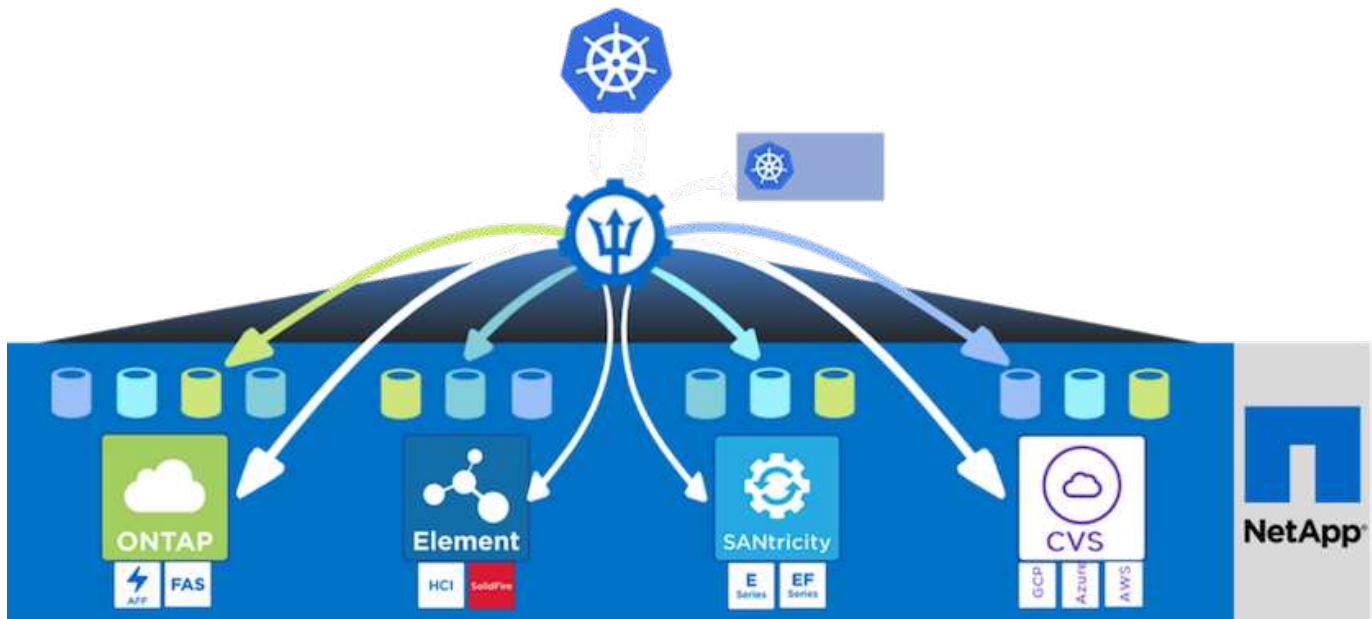 ONTAP
AFF
FAS
Element
HCI
SolidFire
SANtricity
E
Series
EF
Series
CVS
GCP
Azure
AWS
NetApp®